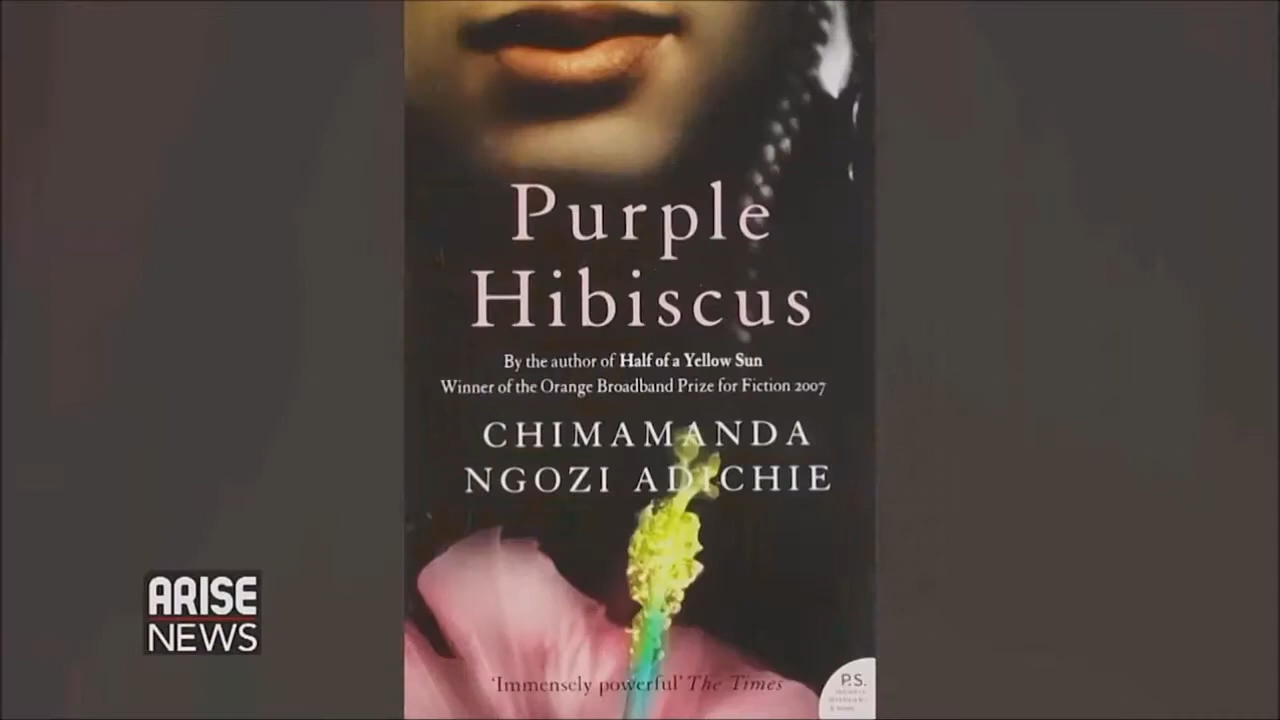 Purple
Hibiscus
By the author of Half of a Yellow Sun
Winner of the Orange Broadband Prize for Fiction 2007
CHIMAMANDA
NGOZI ADICHIE
ARISE
NEWS
'Immensely powerful' The Times
P.S.